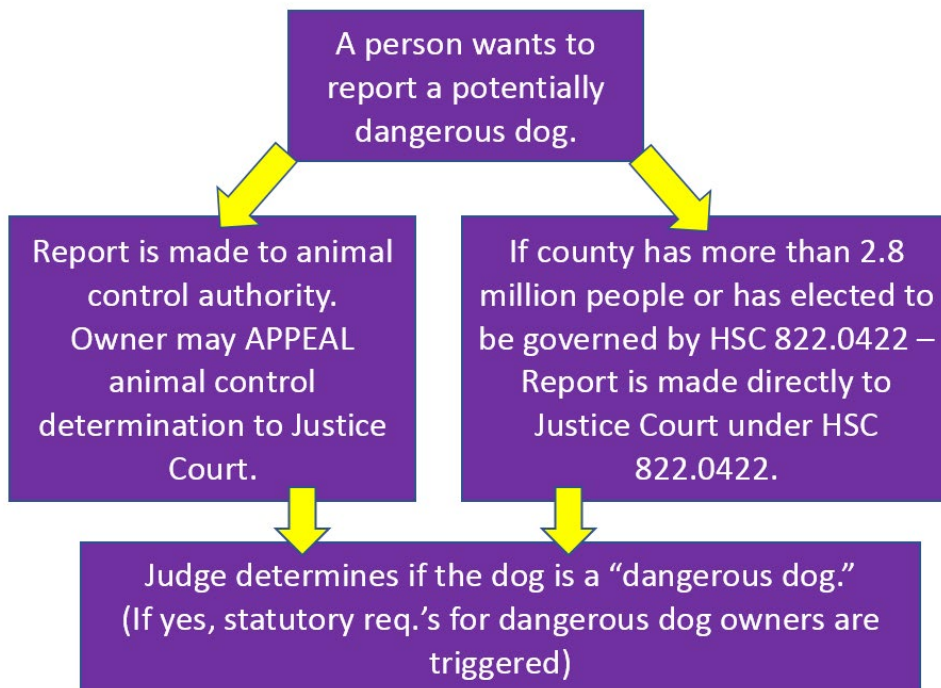 A person wants to
report a potentially
dangerous dog.
Report is made to animal
control authority.
Owner may APPEAL
animal control
determination to Justice
Court.
If county has more than 2.8
million people or has elected to
be governed by HSC 822.0422 –
Report is made directly to
Justice Court under HSC
822.0422.
Judge determines if the dog is a “dangerous dog.”
(If yes, statutory req.’s for dangerous dog owners are
triggered)